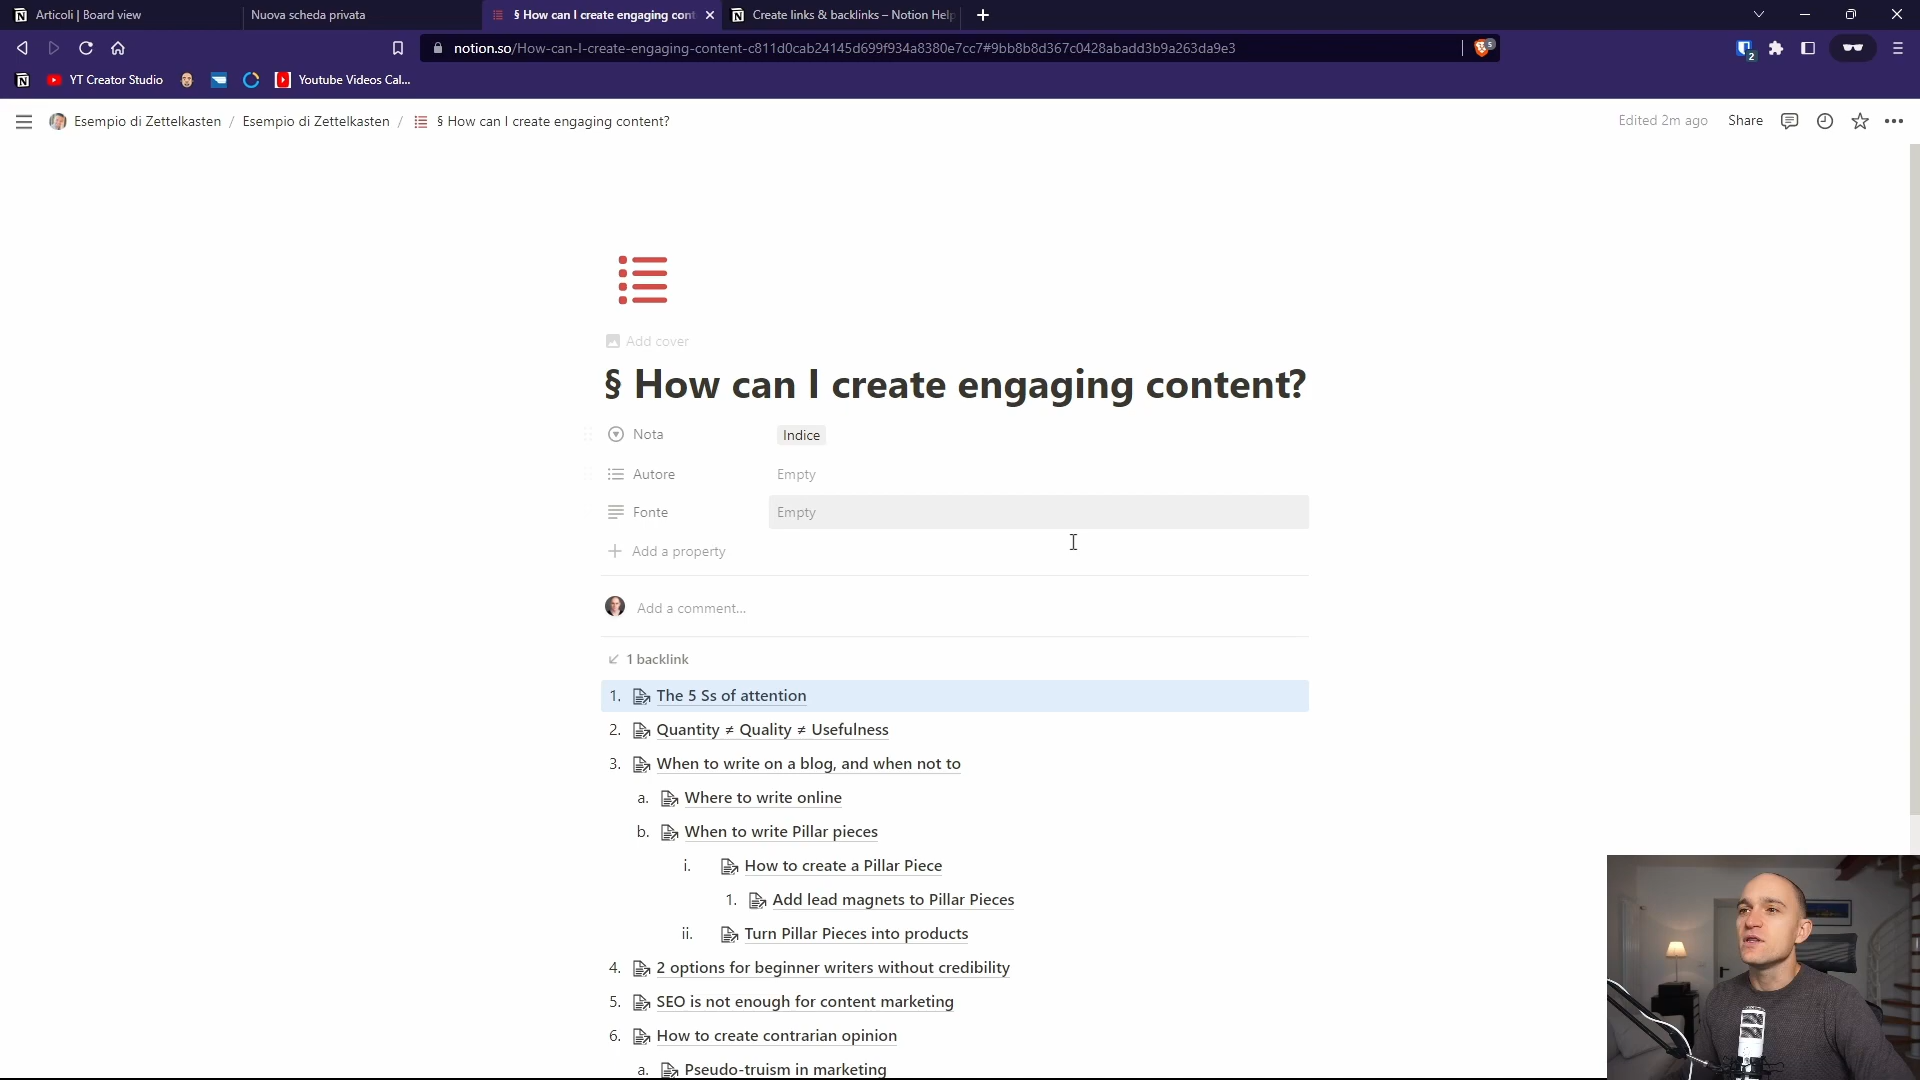 Articoli | Board view
Nuova scheda privata
§ How can I create engaging cont
Create links & backlinks – Notion Help
notion.so/How-can-I-create-engaging-content-c811d0cab24145d699f934a8380e7cc7#9bb8b8d367c0428abadd3b9a263da9e3
5
2
YT Creator Studio
Youtube Videos Cal...
Esempio di Zettelkasten / Esempio di Zettelkasten / § How can I create engaging content?
Edited 2m ago
Share
Add cover
§ How can I create engaging content?
Nota
Indice
Autore
Empty
Fonte
Empty
Add a property
Add a comment...
1 backlink
1. The 5 Ss of attention
2. Quantity ≠ Quality ≠ Usefulness
3. When to write on a blog, and when not to
a. Where to write online
b. When to write Pillar pieces
i. How to create a Pillar Piece
1. Add lead magnets to Pillar Pieces
ii. Turn Pillar Pieces into products
4. 2 options for beginner writers without credibility
5. SEO is not enough for content marketing
6. How to create contrarian opinion
a. Pseudo-truism in marketing